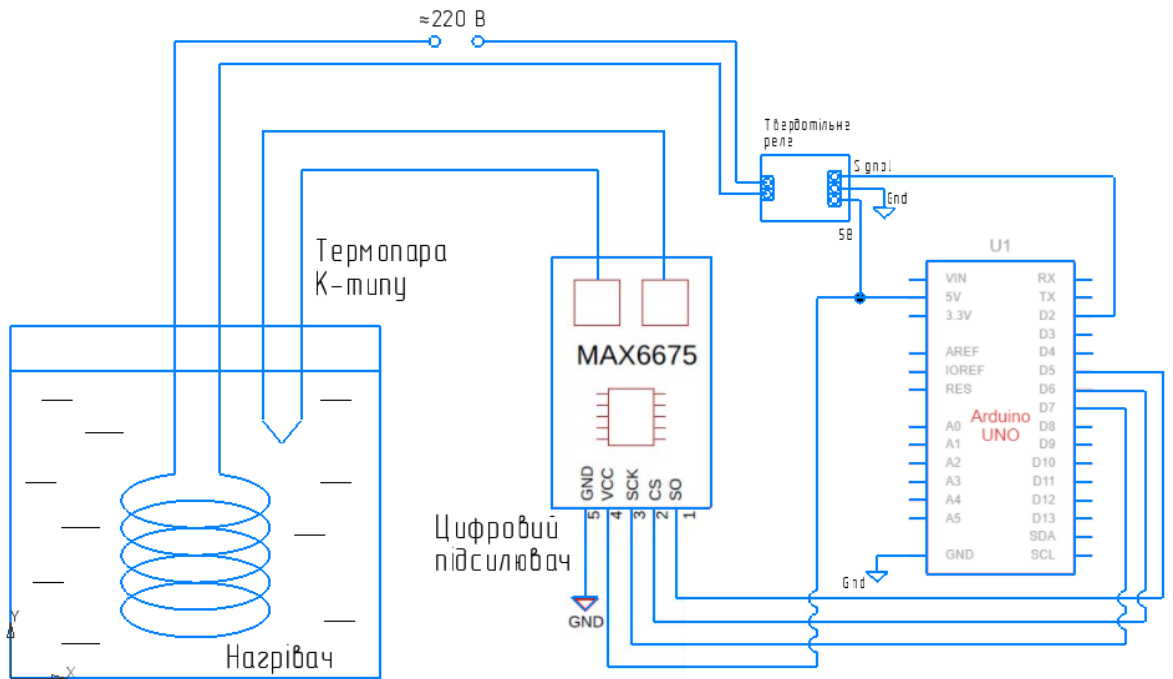 ≈220 В
Твердотільне
реле
Signal
Gnd
5В
U1
Термопара
К-типу
MAX6675
GND
VCC
SCK
CS
SO
5
4
3
2
1
GND
Цифровий
підсилювач
Нагрівач
Y
X
VIN
5V
3.3V
AREF
IOREF
RES
A0
A1
A2
A3
A4
A5
GND
Arduino
UNO
RX
TX
D2
D3
D4
D5
D6
D7
D8
D9
D10
D11
D12
D13
SDA
SCL
Gnd